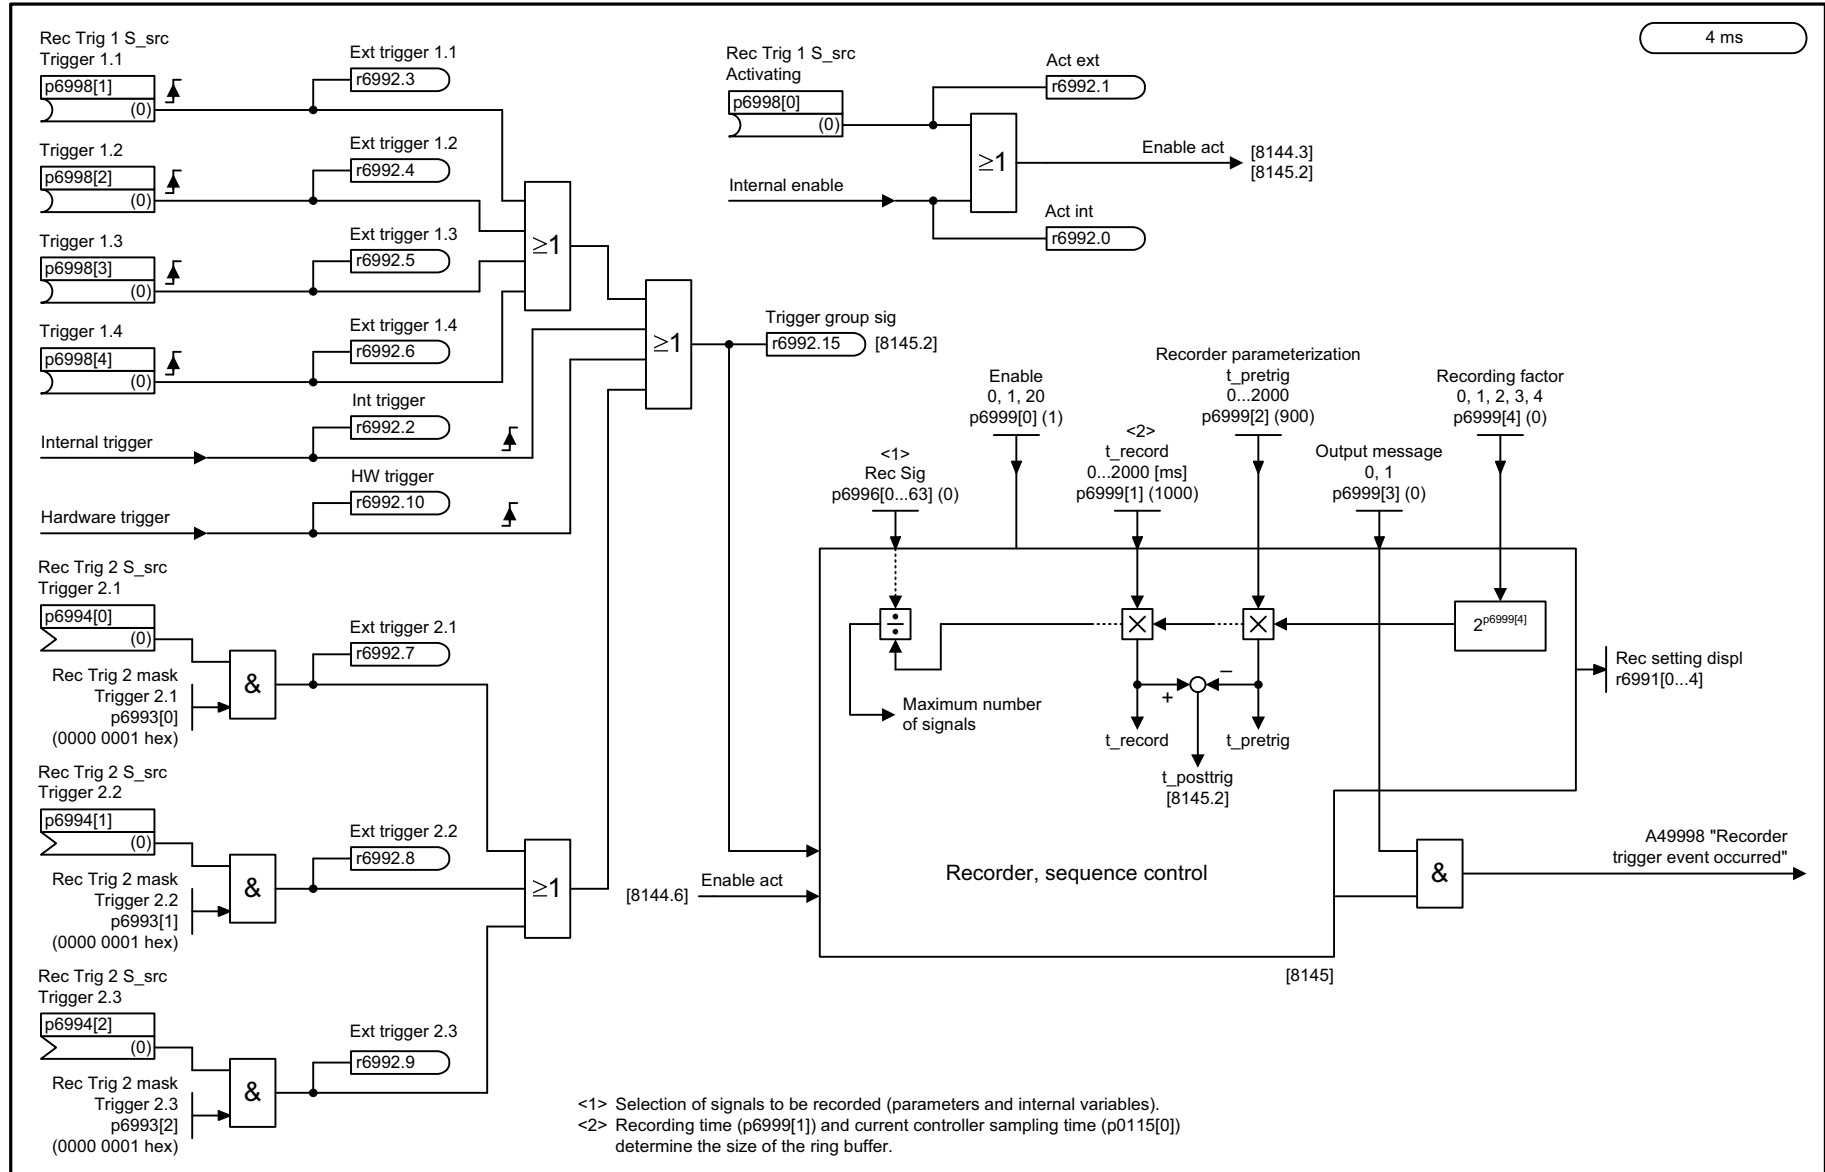 Rec Trig 1 S_src
Trigger 1.1
p6998[1]
(0)
Ext trigger 1.1
r6992.3
Trigger 1.2
p6998[2]
(0)
Ext trigger 1.2
r6992.4
Trigger 1.3
p6998[3]
(0)
Ext trigger 1.3
r6992.5
Trigger 1.4
p6998[4]
(0)
Ext trigger 1.4
r6992.6
≥1
Internal trigger
Int trigger
r6992.2
Hardware trigger
HW trigger
r6992.10
≥1
Trigger group sig
r6992.15
[8145.2]
Rec Trig 1 S_src
Activating
p6998[0]
(0)
Act ext
r6992.1
Internal enable
≥1
Act int
r6992.0
Enable act
[8144.3]
[8145.2]
4 ms
Rec Trig 2 S_src
Trigger 2.1
p6994[0]
(0)
Rec Trig 2 mask
Trigger 2.1
p6993[0]
(0000 0001 hex)
&
Ext trigger 2.1
r6992.7
Rec Trig 2 S_src
Trigger 2.2
p6994[1]
(0)
Rec Trig 2 mask
Trigger 2.2
p6993[1]
(0000 0001 hex)
&
Ext trigger 2.2
r6992.8
Rec Trig 2 S_src
Trigger 2.3
p6994[2]
(0)
Rec Trig 2 mask
Trigger 2.3
p6993[2]
(0000 0001 hex)
&
Ext trigger 2.3
r6992.9
≥1
<1>
Rec Sig
p6996[0...63] (0)
Enable
0, 1, 20
p6999[0] (1)
<2>
t_record
0...2000 [ms]
p6999[1] (1000)
Recorder parameterization
t_pretrig
0...2000
p6999[2] (900)
Output message
0, 1
p6999[3] (0)
Recording factor
0, 1, 2, 3, 4
p6999[4] (0)
÷
×
×
2^p6999[4]
Maximum number
of signals
+
–
t_record
t_pretrig
t_posttrig
[8145.2]
Rec setting displ
r6991[0...4]
[8144.6]
Enable act
Recorder, sequence control
[8145]
&
A49998 "Recorder
trigger event occurred"
<1> Selection of signals to be recorded (parameters and internal variables).
<2> Recording time (p6999[1]) and current controller sampling time (p0115[0])
determine the size of the ring buffer.